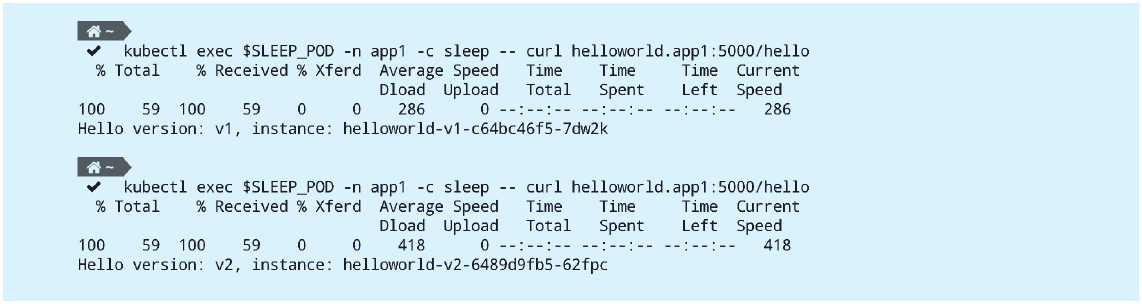 ~
✔ kubectl exec $SLEEP_POD -n app1 -c sleep -- curl helloworld.app1:5000/hello
% Total % Received % Xferd Average Speed Time Time Time Current
Dload Upload Total Spent Left Speed
100 59 100 59 0 0 286 0 --:--:-- --:--:-- --:--:-- 286
Hello version: v1, instance: helloworld-v1-c64bc46f5-7dw2k
~
✔ kubectl exec $SLEEP_POD -n app1 -c sleep -- curl helloworld.app1:5000/hello
% Total % Received % Xferd Average Speed Time Time Time Current
Dload Upload Total Spent Left Speed
100 59 100 59 0 0 418 0 --:--:-- --:--:-- --:--:-- 418
Hello version: v2, instance: helloworld-v2-6489d9fb5-62fpc